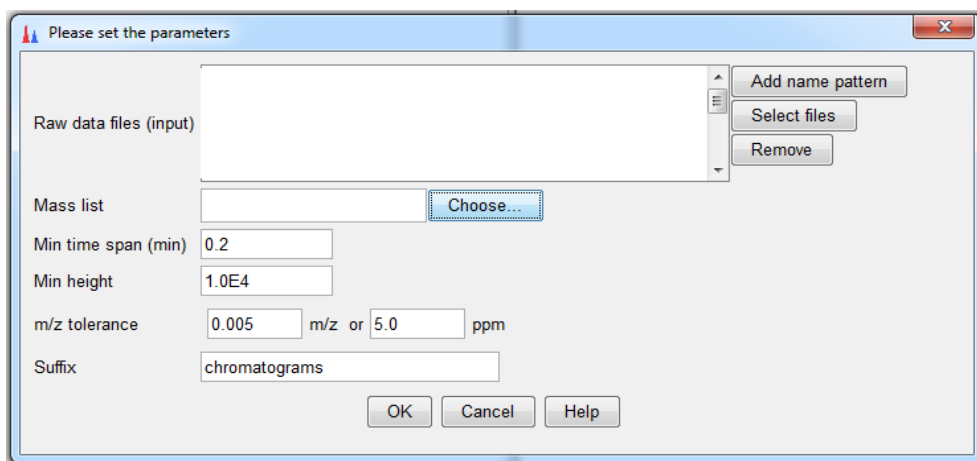 Please set the parameters
Raw data files (input)
Add name pattern
Select files
Remove
Mass list
Choose...
Min time span (min) 0.2
Min height 1.0E4
m/z tolerance 0.005 m/z or 5.0 ppm
Suffix chromatograms
OK Cancel Help